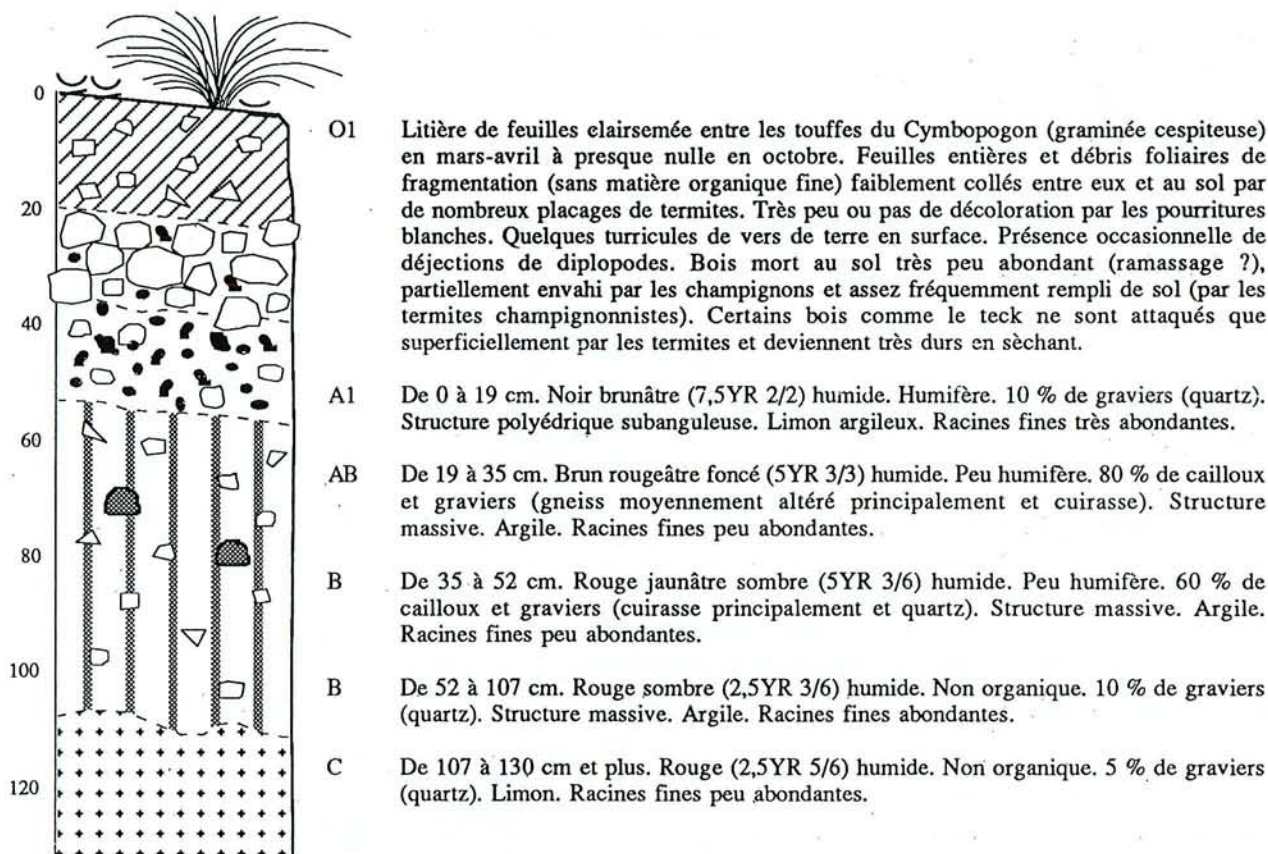 0
20
40
60
80
100
120
O1 Litière de feuilles clairsemée entre les touffes du Cymbopogon (graminée cespiteuse)
en mars-avril à presque nulle en octobre. Feuilles entières et débris foliaires de
fragmentation (sans matière organique fine) faiblement collés entre eux et au sol par
de nombreux placages de termites. Très peu ou pas de décoloration par les pourritures
blanches. Quelques turricules de vers de terre en surface. Présence occasionnelle de
déjections de diplopodes. Bois mort au sol très peu abondant (ramassage ?),
partiellement envahi par les champignons et assez fréquemment rempli de sol (par les
termites champignonnistes). Certains bois comme le teck ne sont attaqués que
superficiellement par les termites et deviennent très durs en sèchant.
A1 De 0 à 19 cm. Noir brunâtre (7,5YR 2/2) humide. Humifère. 10 % de graviers (quartz).
Structure polyédrique subanguleuse. Limon argileux. Racines fines très abondantes.
AB De 19 à 35 cm. Brun rougeâtre foncé (5YR 3/3) humide. Peu humifère. 80 % de cailloux
et graviers (gneiss moyennement altéré principalement et cuirasse). Structure
massive. Argile. Racines fines peu abondantes.
B De 35 à 52 cm. Rouge jaunâtre sombre (5YR 3/6) humide. Peu humifère. 60 % de
cailloux et graviers (cuirasse principalement et quartz). Structure massive. Argile.
Racines fines peu abondantes.
B De 52 à 107 cm. Rouge sombre (2,5YR 3/6) humide. Non organique. 10 % de graviers
(quartz). Structure massive. Argile. Racines fines abondantes.
C De 107 à 130 cm et plus. Rouge (2,5YR 5/6) humide. Non organique. 5 % de graviers
(quartz). Limon. Racines fines peu abondantes.